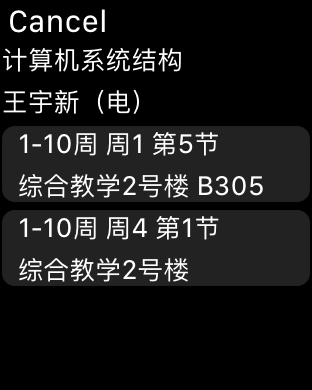 Cancel
计算机系统结构
王宇新（电）
1-10周 周1 第5节
综合教学2号楼 B305
1-10周 周4 第1节
综合教学2号楼